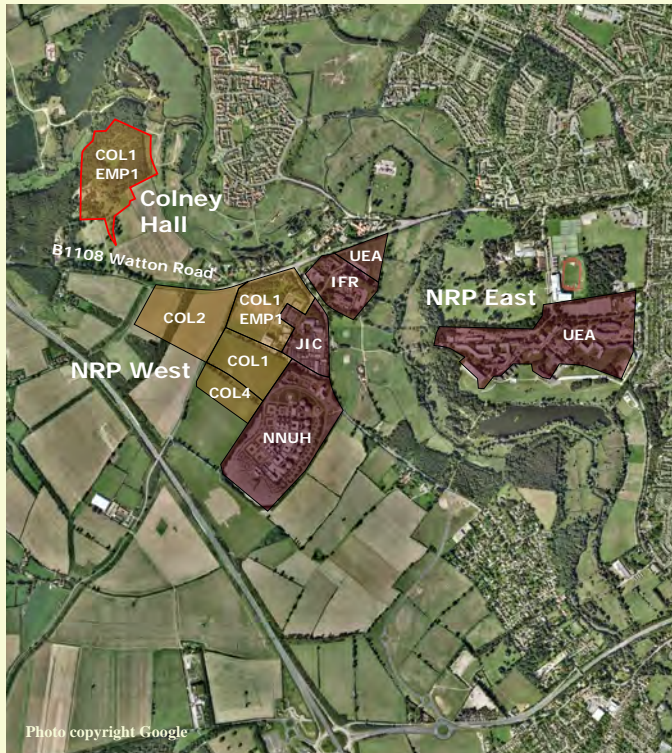 COL1
EMP1
Colney
Hall
B1108 Watton Road
UEA
IFR
COL1
EMP1
NRP East
COL2
UEA
JIC
COL1
NRP West
COL4
NNUH
Photo copyright Google